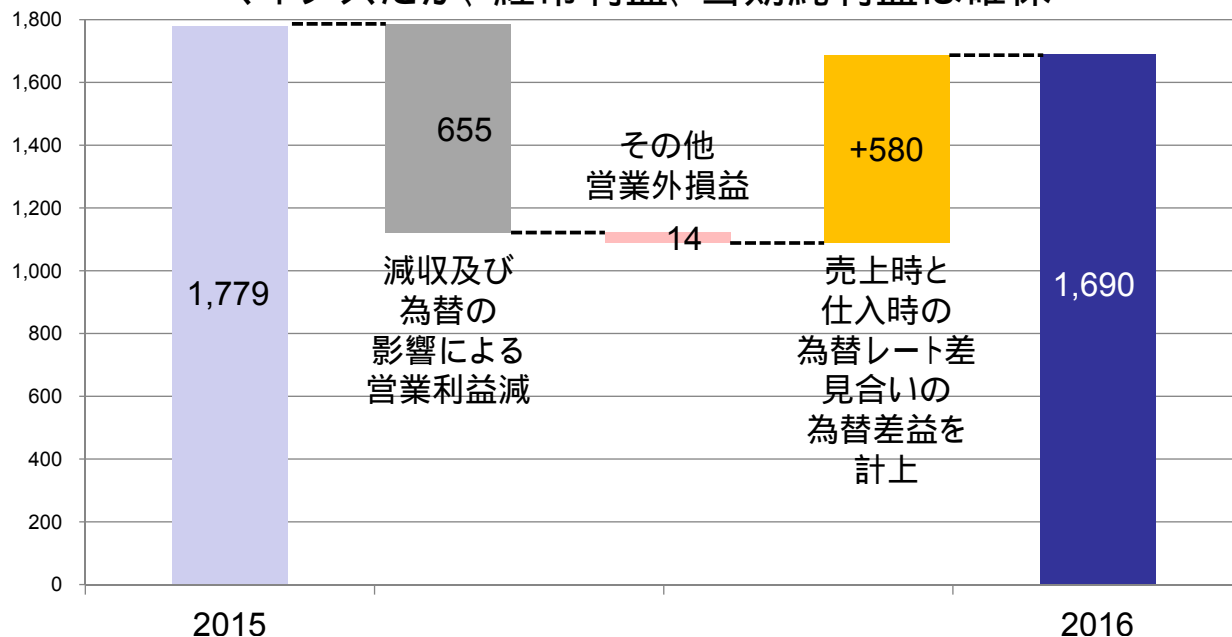 1,800
1,600
1,400
1,200
1,000
800
600
400
200
0
1,779
655
減収及び
為替の
影響による
営業利益減
その他
営業外損益
14
+580
売上時と
仕入時の
為替レート差
見合いの
為替差益を
計上
1,690
2015
2016